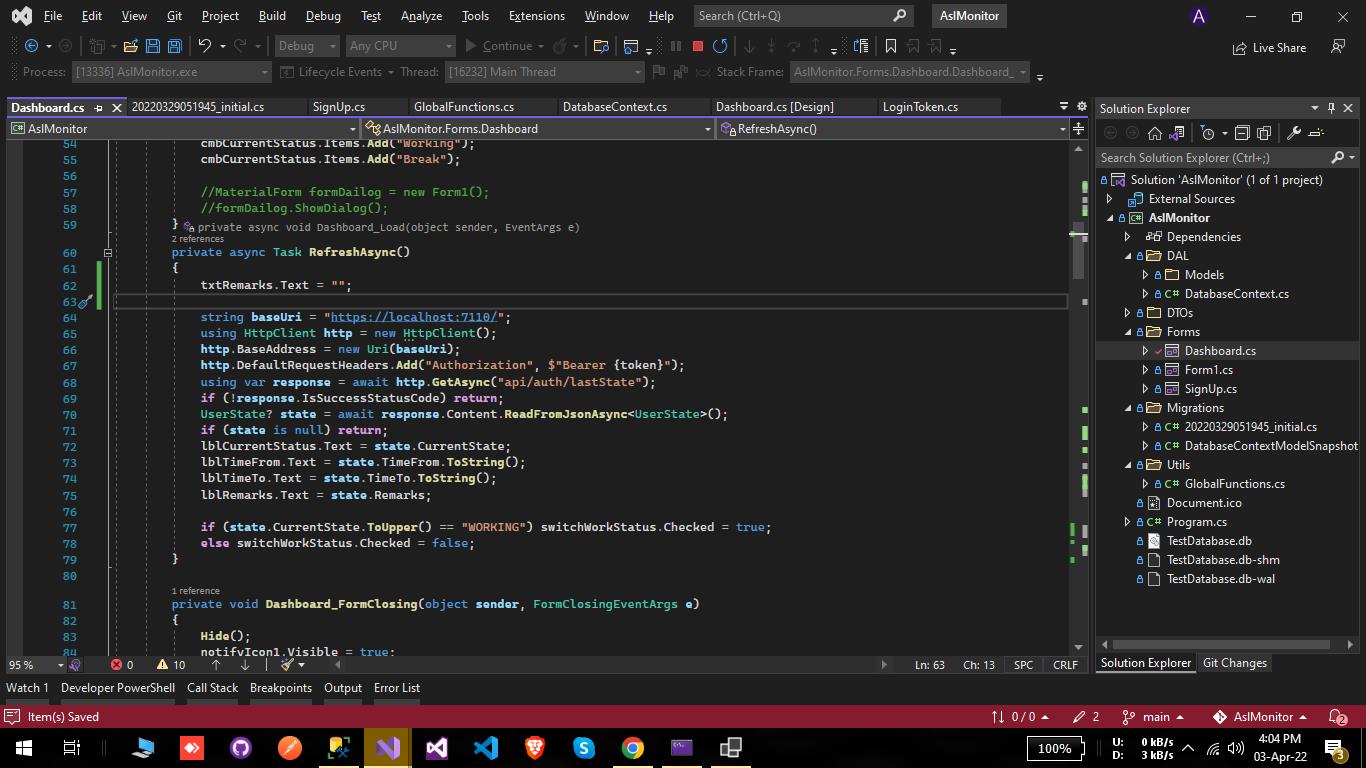 File Edit View Git Project Build Debug Test Analyze Tools Extensions Window Help Search (Ctrl+Q) AslMonitor A
Debug Any CPU Continue Live Share
Process: [13336] AslMonitor.exe Lifecycle Events Thread: [16232] Main Thread Stack Frame: AslMonitor.Forms.Dashboard.Dashboard_
Dashboard.cs 20220329051945_initial.cs SignUp.cs GlobalFunctions.cs DatabaseContext.cs Dashboard.cs [Design] LoginToken.cs
AslMonitor AslMonitor.Forms.Dashboard RefreshAsync()
54 cmbCurrentStatus.Items.Add("Working");
55 cmbCurrentStatus.Items.Add("Break");
56
57 //MaterialForm formDailog = new Form1();
58 //formDailog.ShowDialog();
59 } private async void Dashboard_Load(object sender, EventArgs e)
2 references
60 private async Task RefreshAsync()
61 {
62 txtRemarks.Text = "";
63
64 string baseUri = "https://localhost:7110/";
65 using HttpClient http = new HttpClient();
66 http.BaseAddress = new Uri(baseUri);
67 http.DefaultRequestHeaders.Add("Authorization", $"Bearer {token}");
68 using var response = await http.GetAsync("api/auth/lastState");
69 if (!response.IsSuccessStatusCode) return;
70 UserState? state = await response.Content.ReadFromJsonAsync<UserState>();
71 if (state is null) return;
72 lblCurrentStatus.Text = state.CurrentState;
73 lblTimeFrom.Text = state.TimeFrom.ToString();
74 lblTimeTo.Text = state.TimeTo.ToString();
75 lblRemarks.Text = state.Remarks;
76
77 if (state.CurrentState.ToUpper() == "WORKING") switchWorkStatus.Checked = true;
78 else switchWorkStatus.Checked = false;
79 }
80
1 reference
81 private void Dashboard_FormClosing(object sender, FormClosingEventArgs e)
82 {
83 Hide();
84 notifyIcon1.Visible = true;
95 % 0 10 Ln: 63 Ch: 13 SPC CRLF
Solution Explorer
Search Solution Explorer (Ctrl+;)
Solution 'AslMonitor' (1 of 1 project)
External Sources
AslMonitor
Dependencies
DAL
Models
DatabaseContext.cs
DTOs
Forms
Dashboard.cs
Form1.cs
SignUp.cs
Migrations
20220329051945_initial.cs
DatabaseContextModelSnapshot
Utils
GlobalFunctions.cs
Document.ico
Program.cs
TestDatabase.db
TestDatabase.db-shm
TestDatabase.db-wal
Solution Explorer Git Changes
Watch 1 Developer PowerShell Call Stack Breakpoints Output Error List
Item(s) Saved 0 / 0 2 main AslMonitor 2
100% U: 0 kB/s 4:04 PM
D: 3 kB/s 03-Apr-22 3